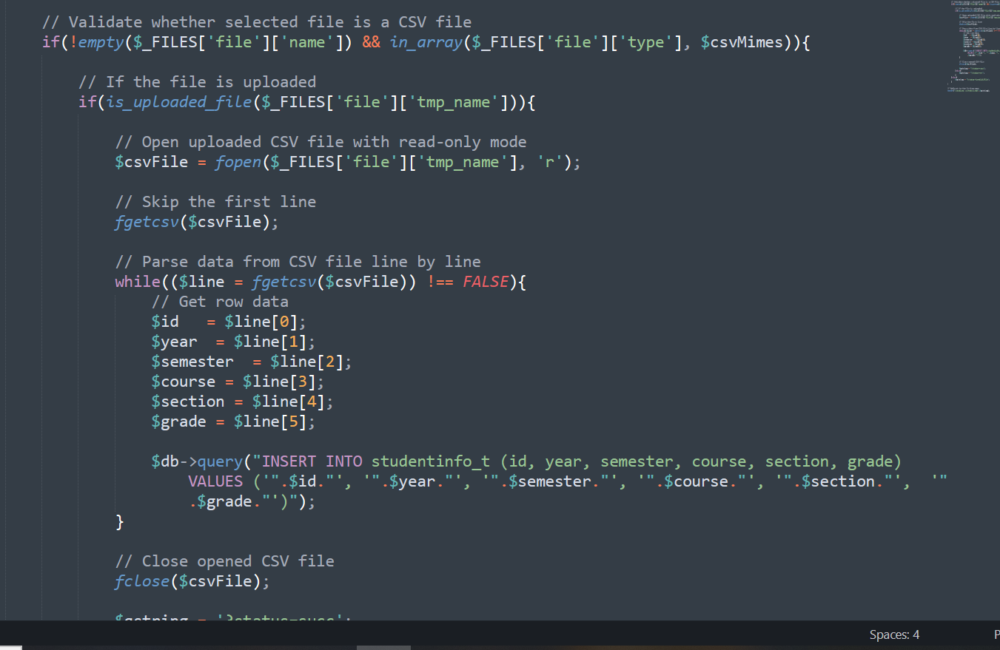 // Validate whether selected file is a CSV file
if(!empty($_FILES['file']['name']) && in_array($_FILES['file']['type'], $csvMimes)){
// If the file is uploaded
if(is_uploaded_file($_FILES['file']['tmp_name'])){
// Open uploaded CSV file with read-only mode
$csvFile = fopen($_FILES['file']['tmp_name'], 'r');
// Skip the first line
fgetcsv($csvFile);
// Parse data from CSV file line by line
while(($line = fgetcsv($csvFile)) !== FALSE){
// Get row data
$id   = $line[0];
$year  = $line[1];
$semester  = $line[2];
$course = $line[3];
$section = $line[4];
$grade = $line[5];
$db->query("INSERT INTO studentinfo_t (id, year, semester, course, section, grade)
VALUES ('".$id."', '".$year."', '".$semester."', '".$course."', '".$section."',  '"
.$grade."')");
}
// Close opened CSV file
fclose($csvFile);
$qstring = '?status=succ';
Spaces: 4
P